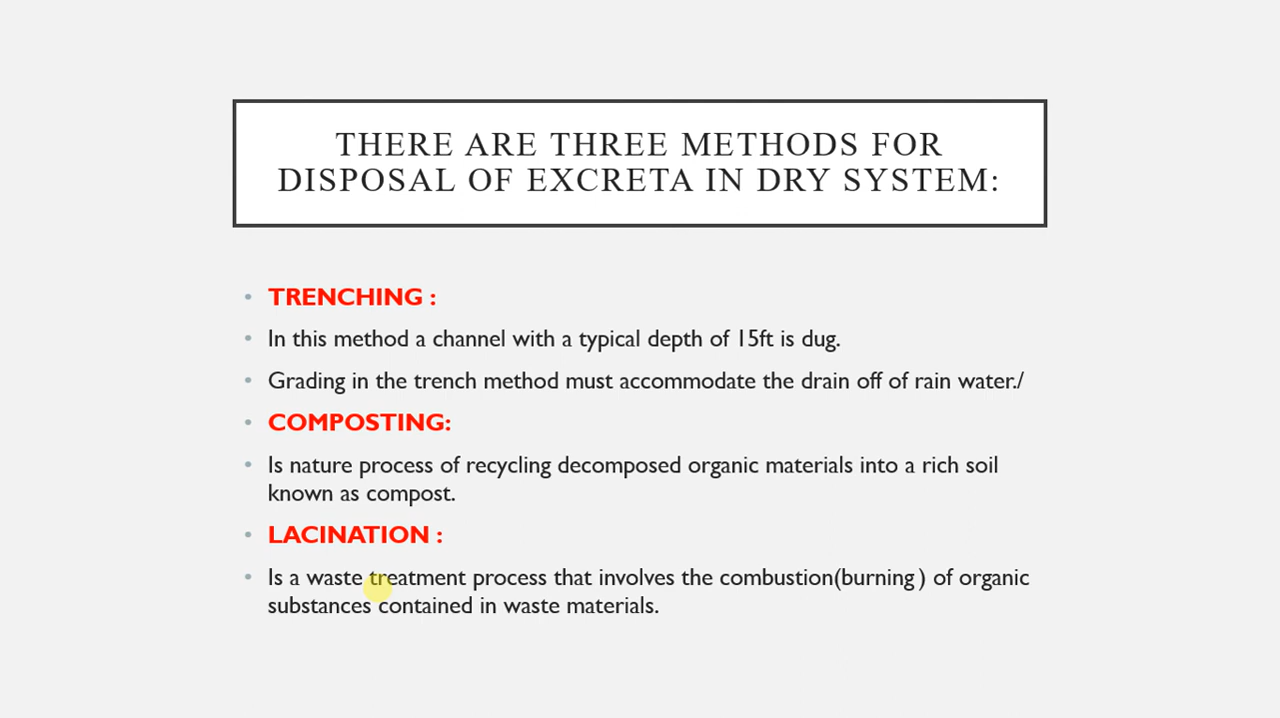 THERE ARE THREE METHODS FOR
DISPOSAL OF EXCRETA IN DRY SYSTEM:
• TRENCHING :
• In this method a channel with a typical depth of 15ft is dug.
• Grading in the trench method must accommodate the drain off of rain water./
• COMPOSTING:
• Is nature process of recycling decomposed organic materials into a rich soil
known as compost.
• LACINATION :
• Is a waste treatment process that involves the combustion(burning ) of organic
substances contained in waste materials.